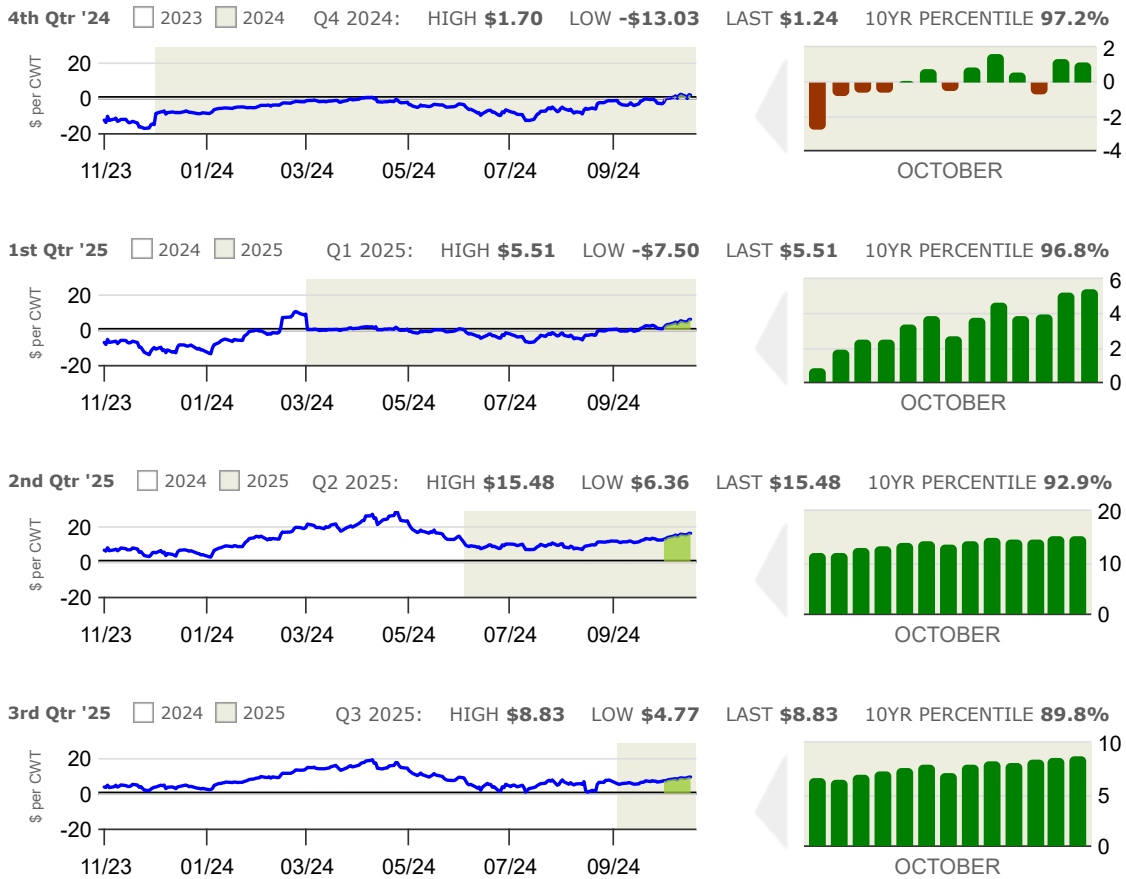 4th Qtr '24 2023 2024 Q4 2024: HIGH $1.70 LOW -$13.03 LAST $1.24 10YR PERCENTILE 97.2%
$ per CWT
20
0
-20
11/23 01/24 03/24 05/24 07/24 09/24
2
0
-2
-4
OCTOBER
1st Qtr '25 2024 2025 Q1 2025: HIGH $5.51 LOW -$7.50 LAST $5.51 10YR PERCENTILE 96.8%
$ per CWT
20
0
-20
11/23 01/24 03/24 05/24 07/24 09/24
6
4
2
0
OCTOBER
2nd Qtr '25 2024 2025 Q2 2025: HIGH $15.48 LOW $6.36 LAST $15.48 10YR PERCENTILE 92.9%
$ per CWT
20
0
-20
11/23 01/24 03/24 05/24 07/24 09/24
20
10
0
OCTOBER
3rd Qtr '25 2024 2025 Q3 2025: HIGH $8.83 LOW $4.77 LAST $8.83 10YR PERCENTILE 89.8%
$ per CWT
20
0
-20
11/23 01/24 03/24 05/24 07/24 09/24
10
5
0
OCTOBER